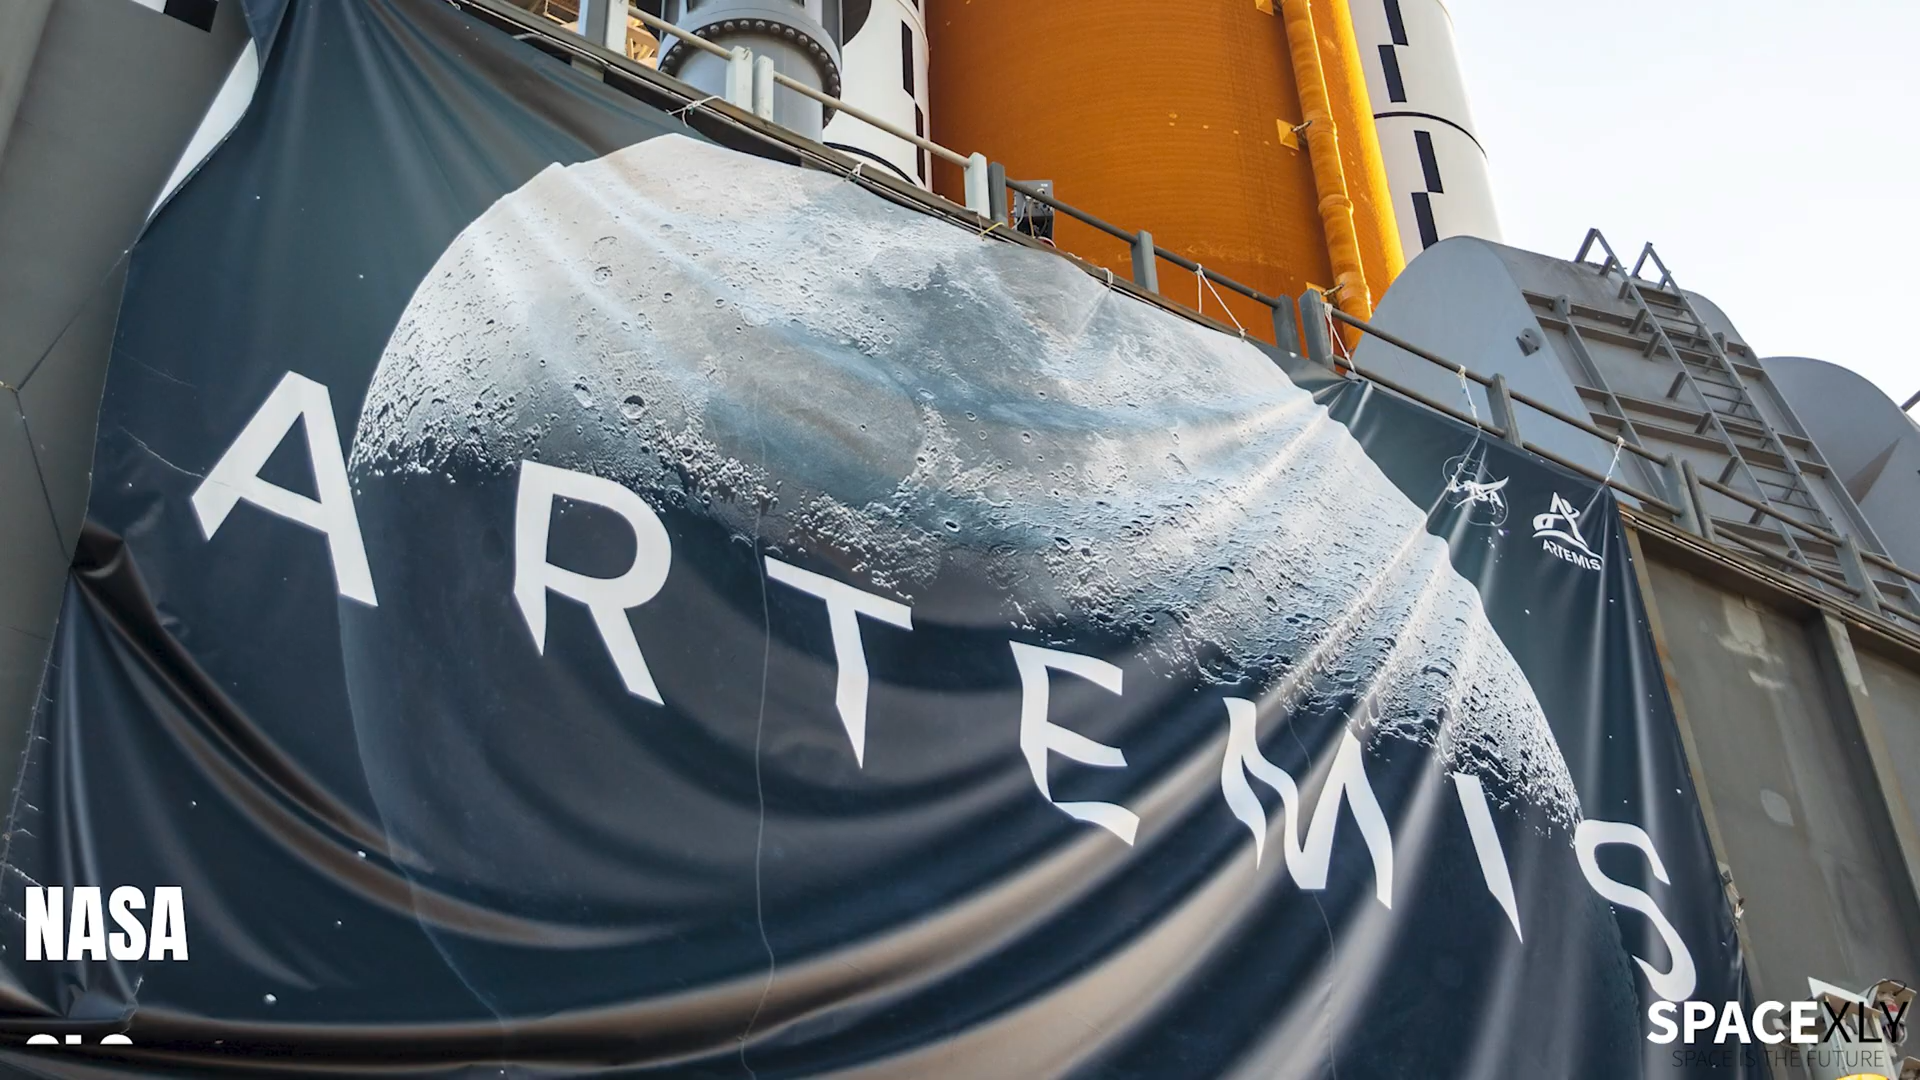 ARTEMIS
NASA
ARTEMIS
NASA
SPACEXLY
SPACE IS THE FUTURE